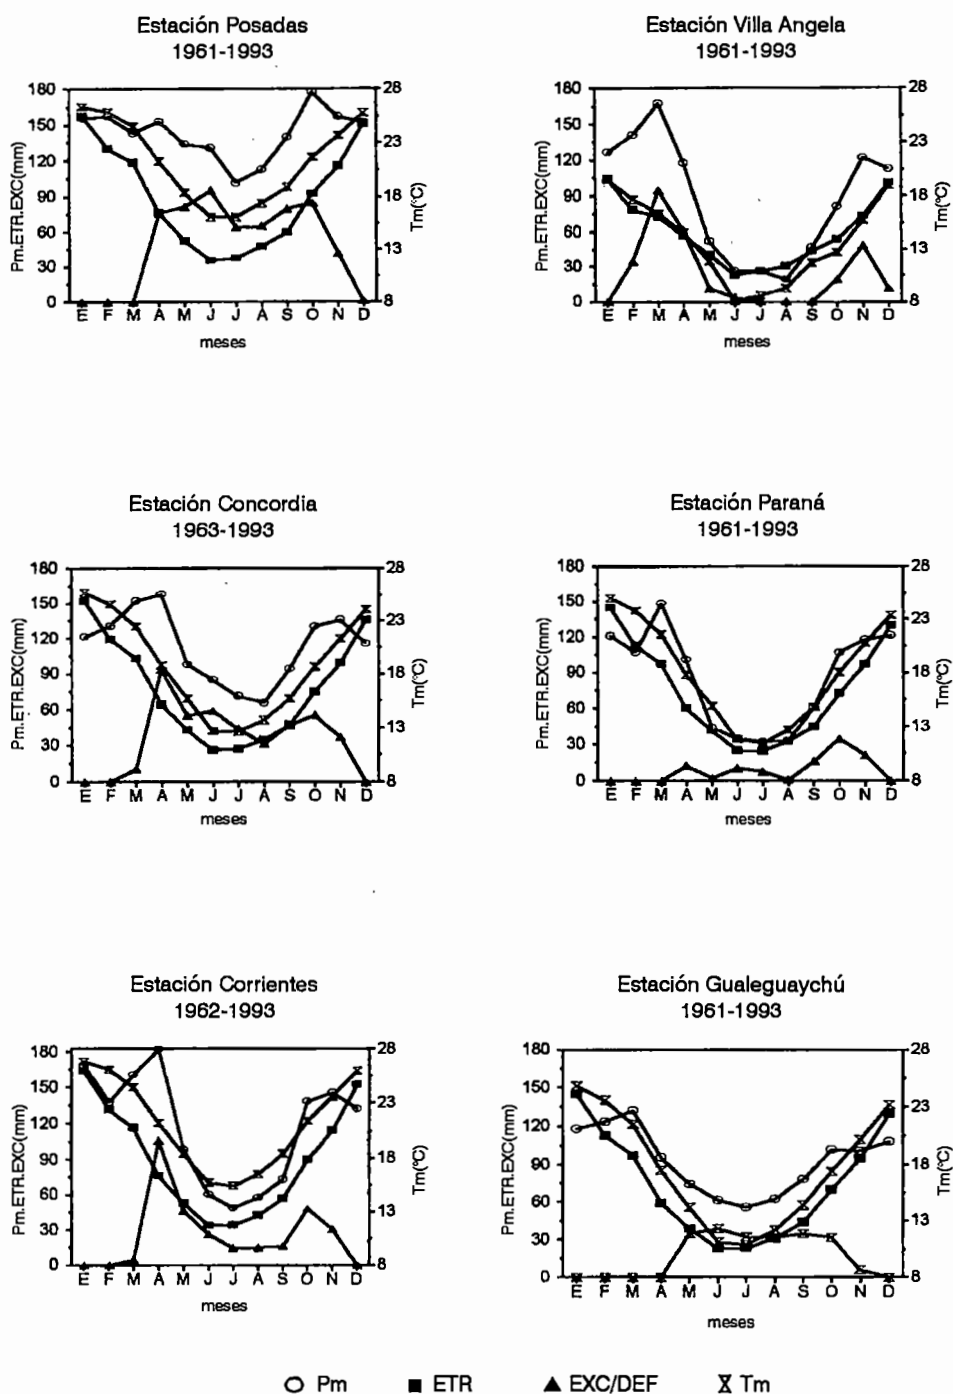 Estación Posadas
1961-1993
Pm.ETR.EXC(mm)
180
150
120
90
60
30
0
28
23
18
13
8
Tm(°C)
E F M A M J J A S O N D
meses
Estación Villa Angela
1961-1993
Pm.ETR.EXC(mm)
180
150
120
90
60
30
0
28
23
18
13
8
Tm(°C)
E F M A M J J A S O N D
meses
Estación Concordia
1963-1993
Pm.ETR.EXC(mm)
180
150
120
90
60
30
0
28
23
18
13
8
Tm(°C)
E F M A M J J A S O N D
meses
Estación Paraná
1961-1993
Pm.ETR.EXC(mm)
180
150
120
90
60
30
0
28
23
18
13
8
Tm(°C)
E F M A M J J A S O N D
meses
Estación Corrientes
1962-1993
Pm.ETR.EXC(mm)
180
150
120
90
60
30
0
28
23
18
13
8
Tm(°C)
E F M A M J J A S O N D
meses
Estación Gualeguaychú
1961-1993
Pm.ETR.EXC(mm)
180
150
120
90
60
30
0
28
23
18
13
8
Tm(°C)
E F M A M J J A S O N D
meses
Pm ETR EXC/DEF Tm